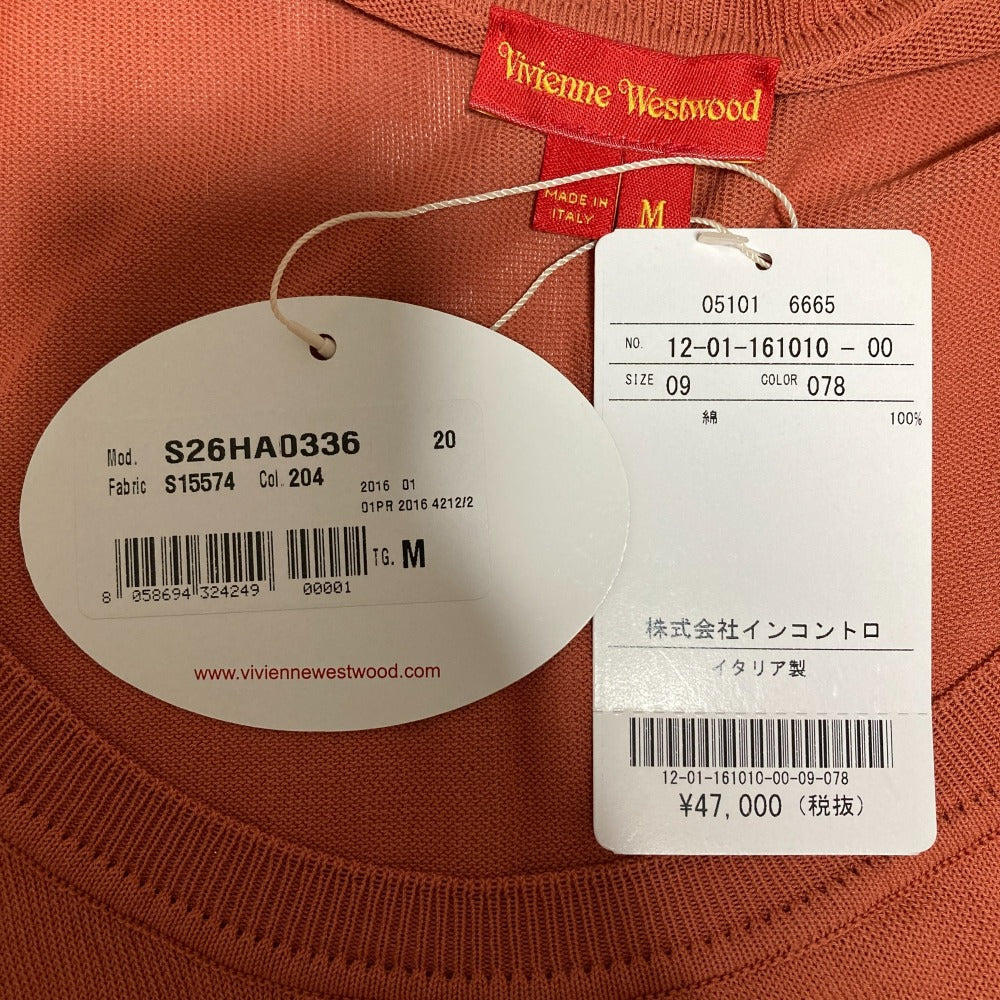 Vivienne Westwood
MADE IN
ITALY
M
Mod. S26HA0336 20
Fabric S15574 Col. 204
2016 01
01PR 2016 4212/2
TG. M
8 058694 324249 00001
www.viviennewestwood.com
05101 6665
NO. 12-01-161010 - 00
SIZE 09 COLOR 078
綿 100%
株式会社インコントロ
イタリア製
12-01-161010-00-09-078
¥47,000 (税抜)